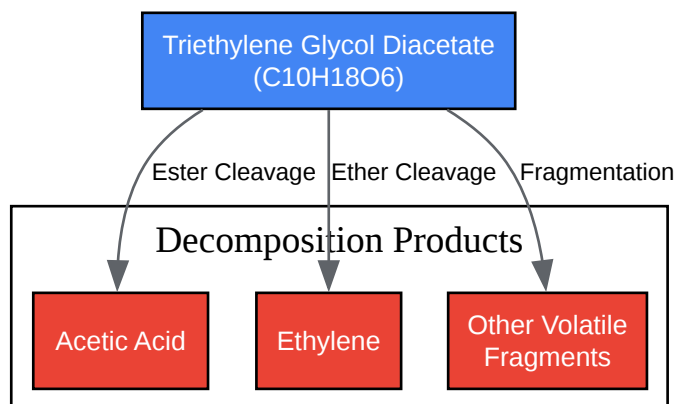 Triethylene Glycol Diacetate
(C10H18O6)
Ester Cleavage
Ether Cleavage
Fragmentation
Decomposition Products
Acetic Acid
Ethylene
Other Volatile
Fragments